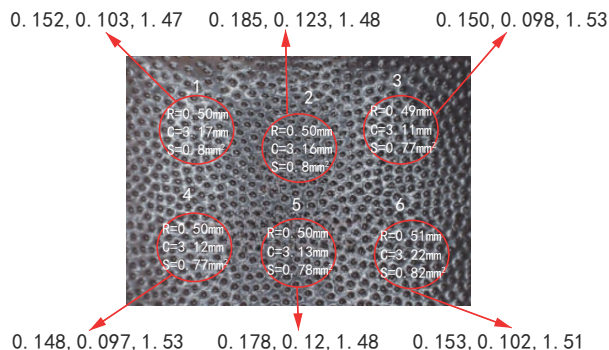 0.152, 0.103, 1.47
0.185, 0.123, 1.48
0.150, 0.098, 1.53
1
R=0.50mm
C=3.17mm
S=0.8mm²
2
R=0.50mm
C=3.16mm
S=0.8mm²
3
R=0.49mm
C=3.11mm
S=0.77mm²
4
R=0.50mm
C=3.12mm
S=0.77mm²
5
R=0.50mm
C=3.13mm
S=0.78mm²
6
R=0.51mm
C=3.22mm
S=0.82mm²
0.148, 0.097, 1.53
0.178, 0.12, 1.48
0.153, 0.102, 1.51